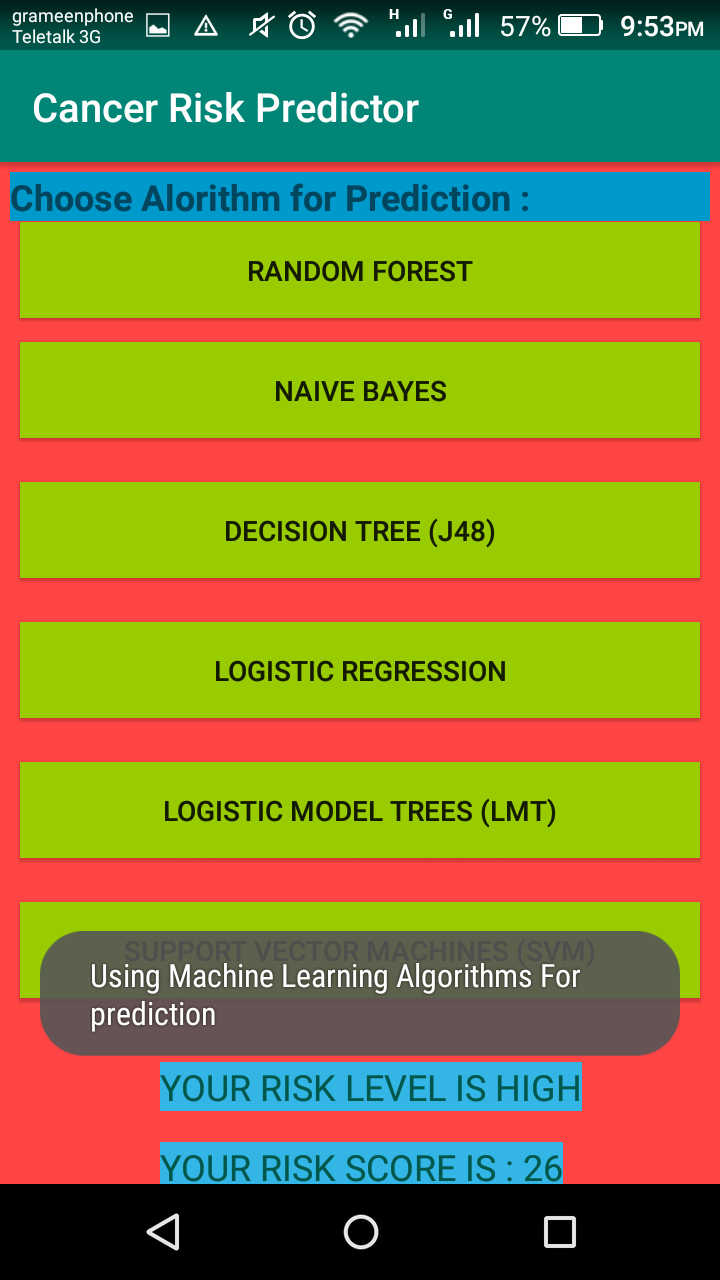 grameenphone
Teletalk 3G
H
G
57%
9:53PM
Cancer Risk Predictor
Choose Alorithm for Prediction :
RANDOM FOREST
NAIVE BAYES
DECISION TREE (J48)
LOGISTIC REGRESSION
LOGISTIC MODEL TREES (LMT)
SUPPORT VECTOR MACHINES (SVM)
Using Machine Learning Algorithms For
prediction
YOUR RISK LEVEL IS HIGH
YOUR RISK SCORE IS : 26